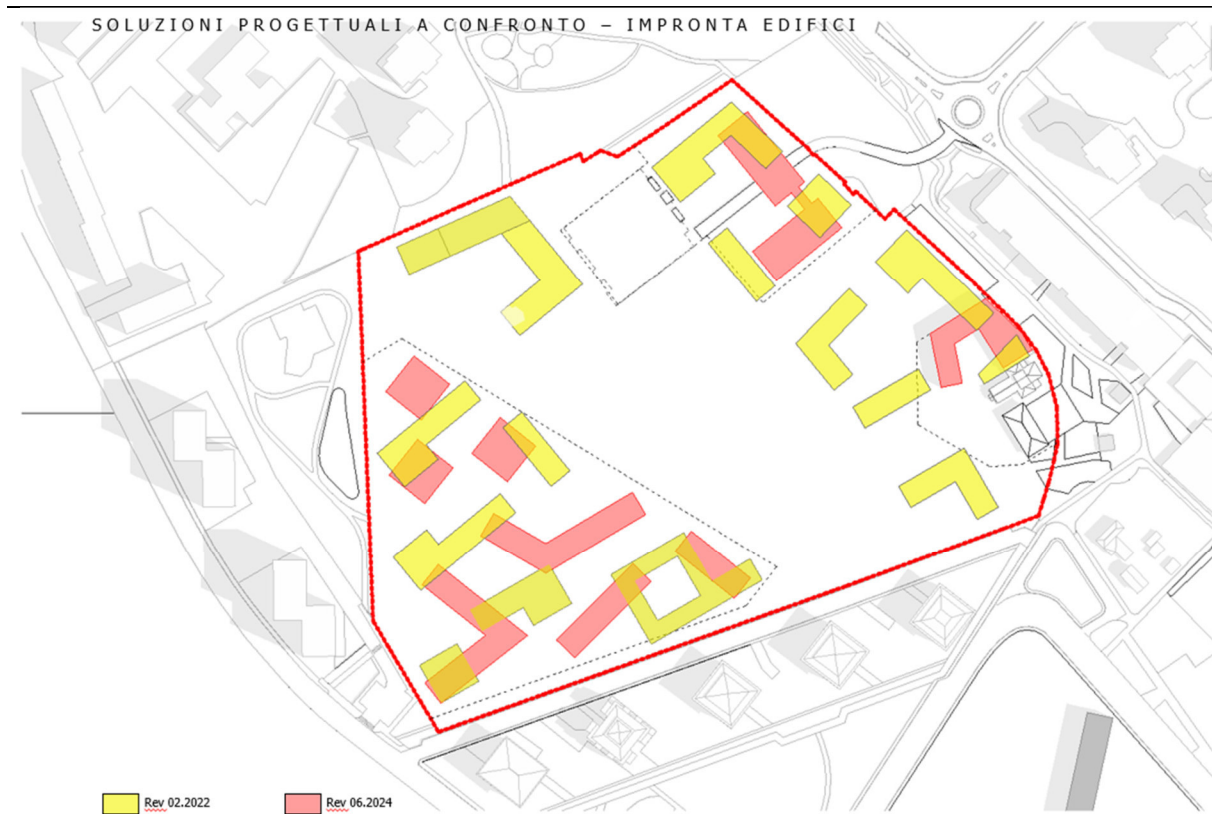 SOLUZIONI PROGETTUALI A CONFRONTO – IMPRONTA EDIFICI
Rev 02.2022
Rev 06.2024